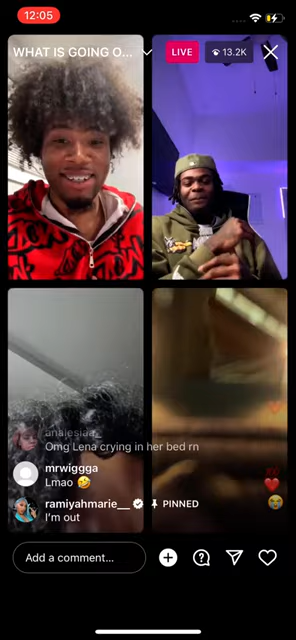 12:05
WHAT IS GOING O...
LIVE
13.2K
analesiaa_
Omg Lena crying in her bed rn
mrwiggga
Lmao 🤣
ramiyahmarie__ PINNED
I'm out
Add a comment...